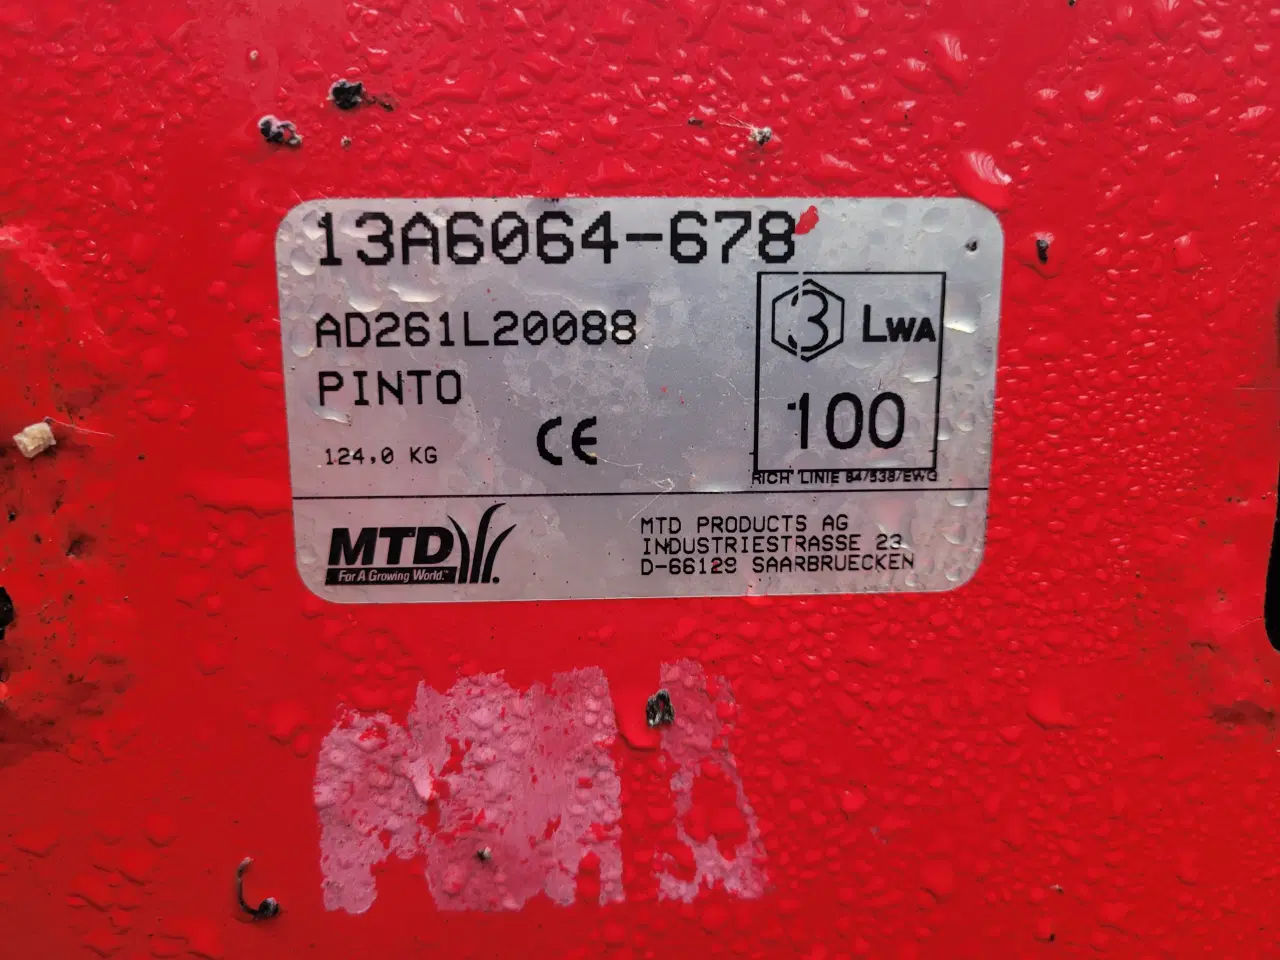 13A6064-678
AD261L20088
PINTO
124,0 KG
CE
3 LWA
100
RICH' LINIE 84/538/EWG
MTD
For A Growing World.™
MTD PRODUCTS AG
INDUSTRIESTRASSE 23
D-66129 SAARBRUECKEN